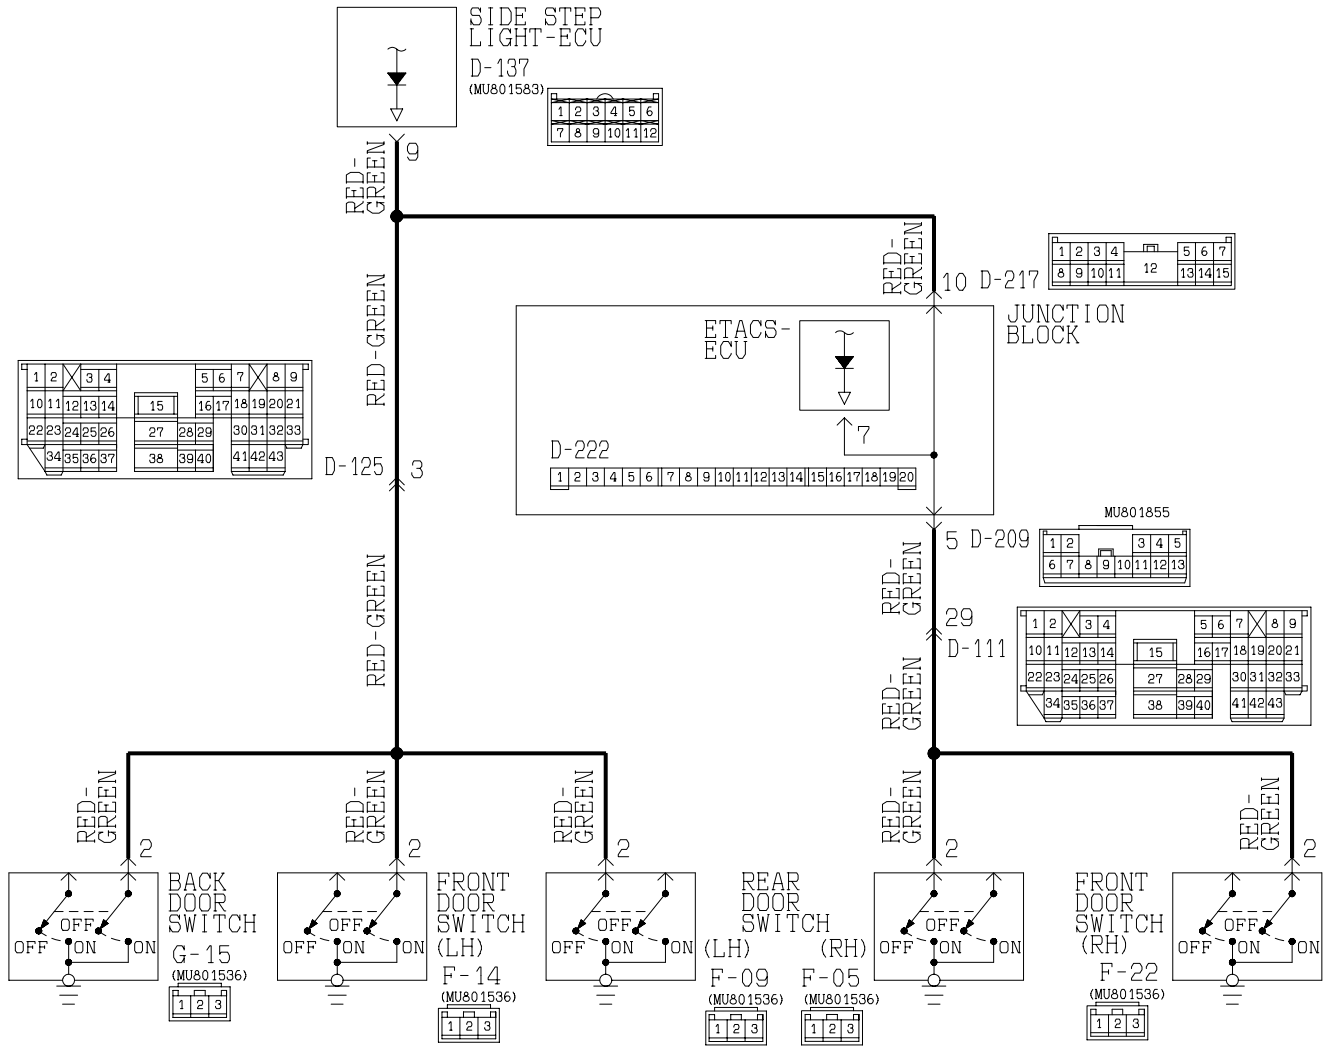 SIDE STEP
LIGHT-ECU
D-137
(MU801583)
1 2 3 4 5 6
7 8 9 10 11 12
9
RED-
GREEN
RED-GREEN
RED-
GREEN
10 D-217
1 2 3 4 5 6 7
8 9 10 11 12 13 14 15
JUNCTION
BLOCK
ETACS-
ECU
7
D-222
1 2 3 4 5 6 7 8 9 10 11 12 13 14 15 16 17 18 19 20
1 2 3 4 5 6 7 8 9
10 11 12 13 14 15 16 17 18 19 20 21
22 23 24 25 26 27 28 29 30 31 32 33
34 35 36 37 38 39 40 41 42 43
D-125 3
RED-GREEN
5 D-209
MU801855
1 2 3 4 5
6 7 8 9 10 11 12 13
RED-
GREEN
29
D-111
1 2 3 4 5 6 7 8 9
10 11 12 13 14 15 16 17 18 19 20 21
22 23 24 25 26 27 28 29 30 31 32 33
34 35 36 37 38 39 40 41 42 43
RED-
GREEN
RED-
GREEN
2
RED-
GREEN
2
RED-
GREEN
2
RED-
GREEN
2
RED-
GREEN
2
OFF
OFF ON ON
BACK
DOOR
SWITCH
G-15
(MU801536)
1 2 3
OFF
OFF ON ON
FRONT
DOOR
SWITCH
(LH)
F-14
(MU801536)
1 2 3
OFF
OFF ON ON
REAR
DOOR
SWITCH
(LH) (RH)
F-09 F-05
(MU801536) (MU801536)
1 2 3 1 2 3
OFF
OFF ON ON
FRONT
DOOR
SWITCH
(RH)
F-22
(MU801536)
1 2 3
OFF
OFF ON ON